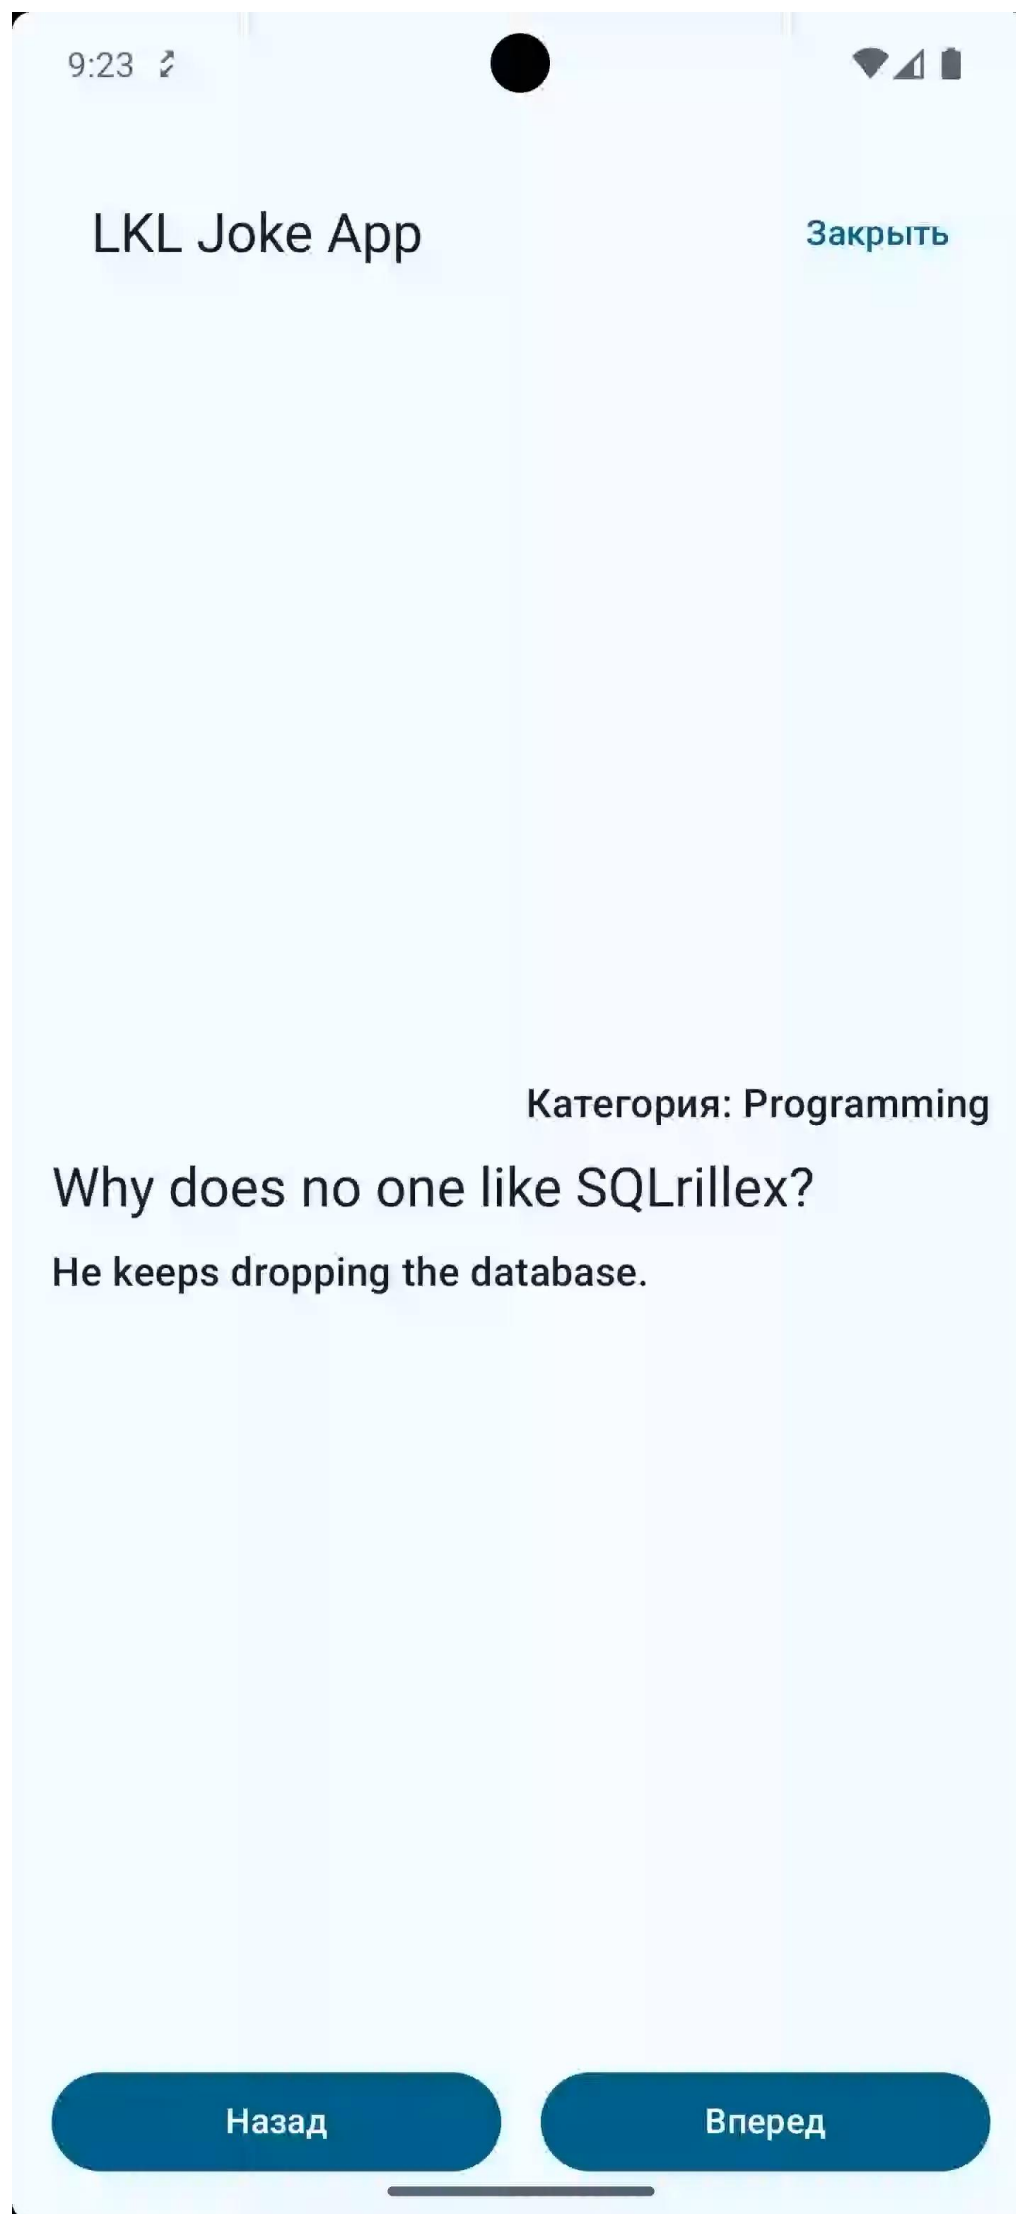 9:23
LKL Joke App
Закрыть
Категория: Programming
Why does no one like SQLrillex?
He keeps dropping the database.
Назад
Вперед